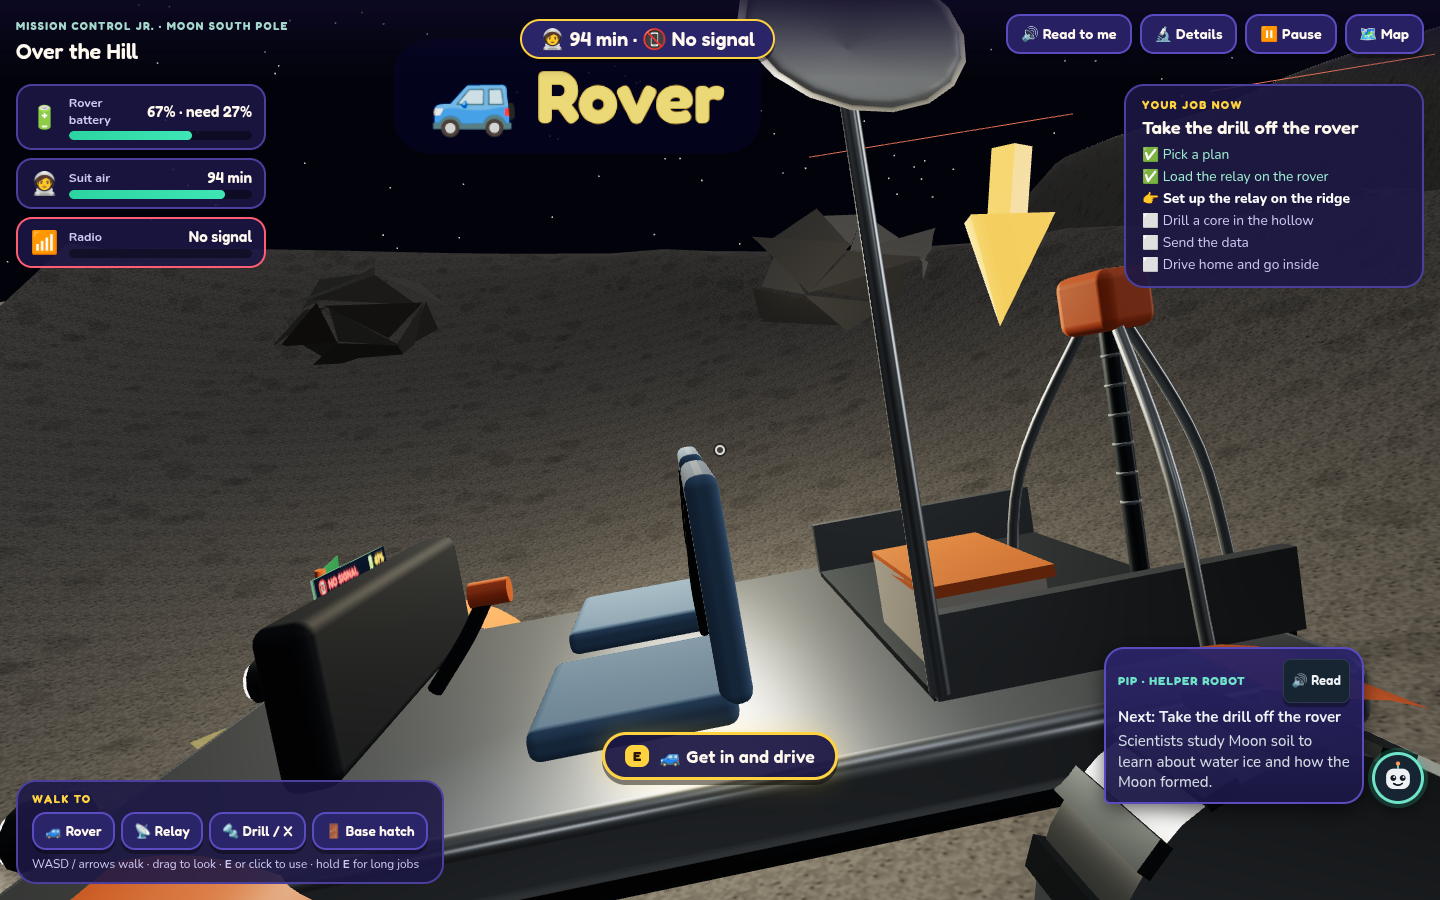 MISSION CONTROL JR. · MOON SOUTH POLE
Over the Hill
Rover battery
67% · need 27%
Suit air
94 min
Radio
No signal
94 min · No signal
Rover
Read to me
Details
Pause
Map
YOUR JOB NOW
Take the drill off the rover
Pick a plan
Load the relay on the rover
Set up the relay on the ridge
Drill a core in the hollow
Send the data
Drive home and go inside
NO SIGNAL
E Get in and drive
PIP · HELPER ROBOT
Read
Next: Take the drill off the rover
Scientists study Moon soil to
learn about water ice and how the
Moon formed.
WALK TO
Rover
Relay
Drill / X
Base hatch
WASD / arrows walk · drag to look · E or click to use · hold E for long jobs